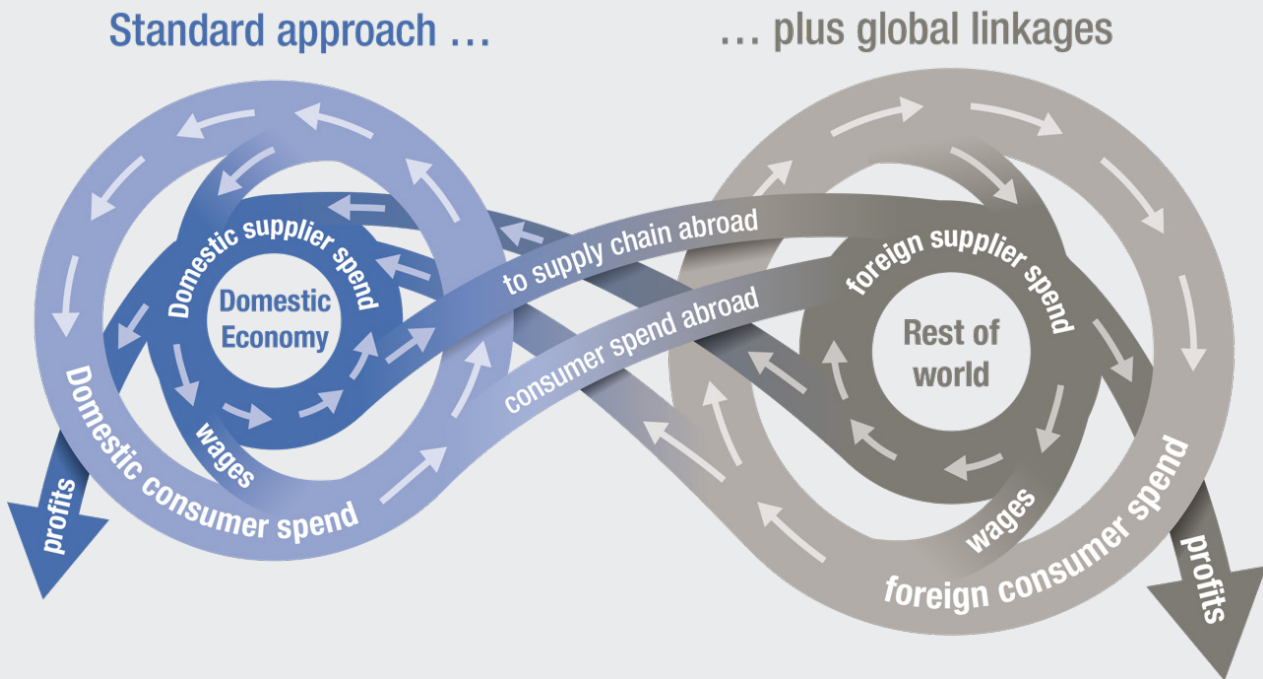 Standard approach …
… plus global linkages
Domestic supplier spend
Domestic
Economy
wages
Domestic consumer spend
profits
to supply chain abroad
consumer spend abroad
foreign supplier spend
Rest of
world
wages
foreign consumer spend
profits